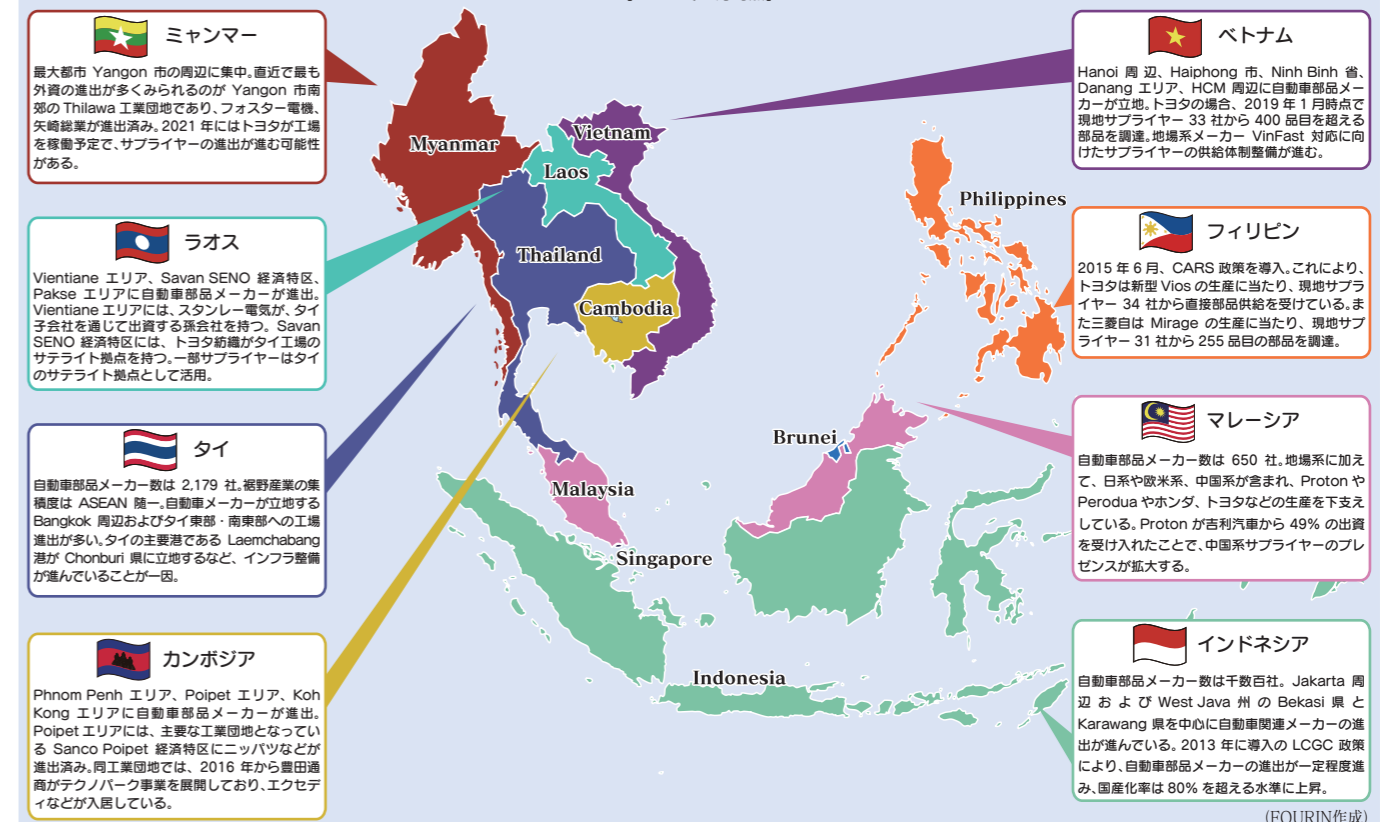 ミャンマー
最大都市 Yangon 市の周辺に集中。直近で最も
外資の進出が多くみられるのが Yangon 市南
郊の Thilawa 工業団地であり、フォスター電機、
矢崎総業が進出済み。2021 年にはトヨタが工場
を稼働予定で、サプライヤーの進出が進む可能性
がある。
ラオス
Vientiane エリア、Savan SENO 経済特区、
Pakse エリアに自動車部品メーカーが進出。
Vientiane エリアには、スタンレー電気が、タイ
子会社を通じて出資する孫会社を持つ。Savan
SENO 経済特区には、トヨタ紡織がタイ工場の
サテライト拠点を持つ。一部サプライヤーはタイ
のサテライト拠点として活用。
タイ
自動車部品メーカー数は 2,179 社。裾野産業の集
積度は ASEAN 随一。自動車メーカーが立地する
Bangkok 周辺およびタイ東部・南東部への工場
進出が多い。タイの主要港である Laemchabang
港が Chonburi 県に立地するなど、インフラ整備
が進んでいることが一因。
カンボジア
Phnom Penh エリア、Poipet エリア、Koh
Kong エリアに自動車部品メーカーが進出。
Poipet エリアには、主要な工業団地となってい
る Sanco Poipet 経済特区にニッパツなどが
進出済み。同工業団地では、2016 年から豊田通
商がテクノパーク事業を展開しており、エクセデ
ィなどが入居している。
Myanmar
Vietnam
Laos
Thailand
Cambodia
Philippines
Brunei
Malaysia
Singapore
Indonesia
ベトナム
Hanoi 周辺、Haiphong 市、Ninh Binh 省、
Danang エリア、HCM 周辺に自動車部品メー
カーが立地。トヨタの場合、2019 年 1 月時点で
現地サプライヤー 33 社から 400 品目を超える
部品を調達。地場系メーカー VinFast 対応に向
けたサプライヤーの供給体制整備が進む。
フィリピン
2015 年 6 月、CARS 政策を導入。これにより、
トヨタは新型 Vios の生産に当たり、現地サプラ
イヤー 34 社から直接部品供給を受けている。ま
た三菱自は Mirage の生産に当たり、現地サプ
ライヤー 31 社から 255 品目の部品を調達。
マレーシア
自動車部品メーカー数は 650 社。地場系に加え
て、日系や欧米系、中国系が含まれ、Proton や
Perodua やホンダ、トヨタなどの生産を下支え
している。Proton が吉利汽車から 49% の出資
を受け入れたことで、中国系サプライヤーのプレ
ゼンスが拡大する。
インドネシア
自動車部品メーカー数は千数百社。Jakarta 周
辺および West Java 州の Bekasi 県と
Karawang 県を中心に自動車関連メーカーの進
出が進んでいる。2013 年に導入の LCGC 政策
により、自動車部品メーカーの進出が一定程度進
み、国産化率は 80% を超える水準に上昇。
(FOURIN作成)